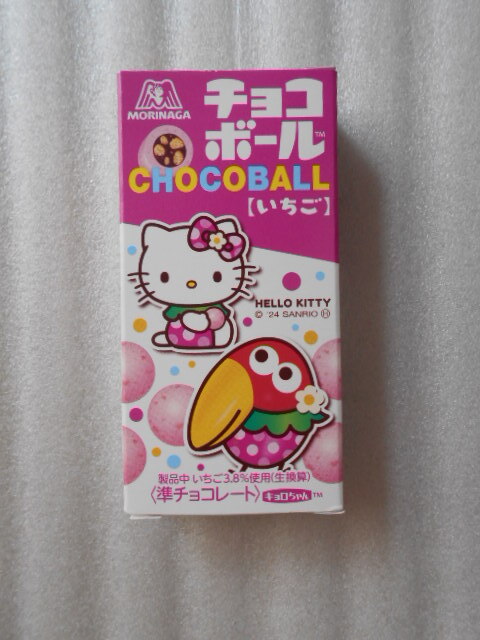 MORINAGA
チョコ
ボール™
CHOCOBALL
【いちご】
HELLO KITTY
© '24 SANRIO Ⓗ
製品中 いちご3.8%使用(生換算)
〈準チョコレート〉 キョロちゃん™